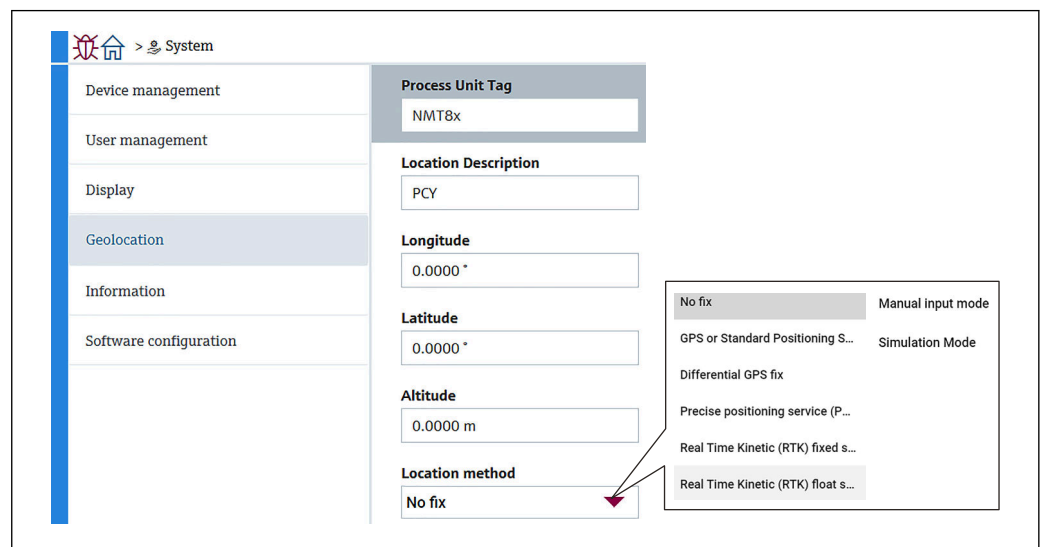 > System
Device management
User management
Display
Geolocation
Information
Software configuration
Process Unit Tag
NMT8x
Location Description
PCY
Longitude
0.0000 °
Latitude
0.0000 °
Altitude
0.0000 m
Location method
No fix
No fix
GPS or Standard Positioning S...
Differential GPS fix
Precise positioning service (P...
Real Time Kinetic (RTK) fixed s...
Real Time Kinetic (RTK) float s...
Manual input mode
Simulation Mode